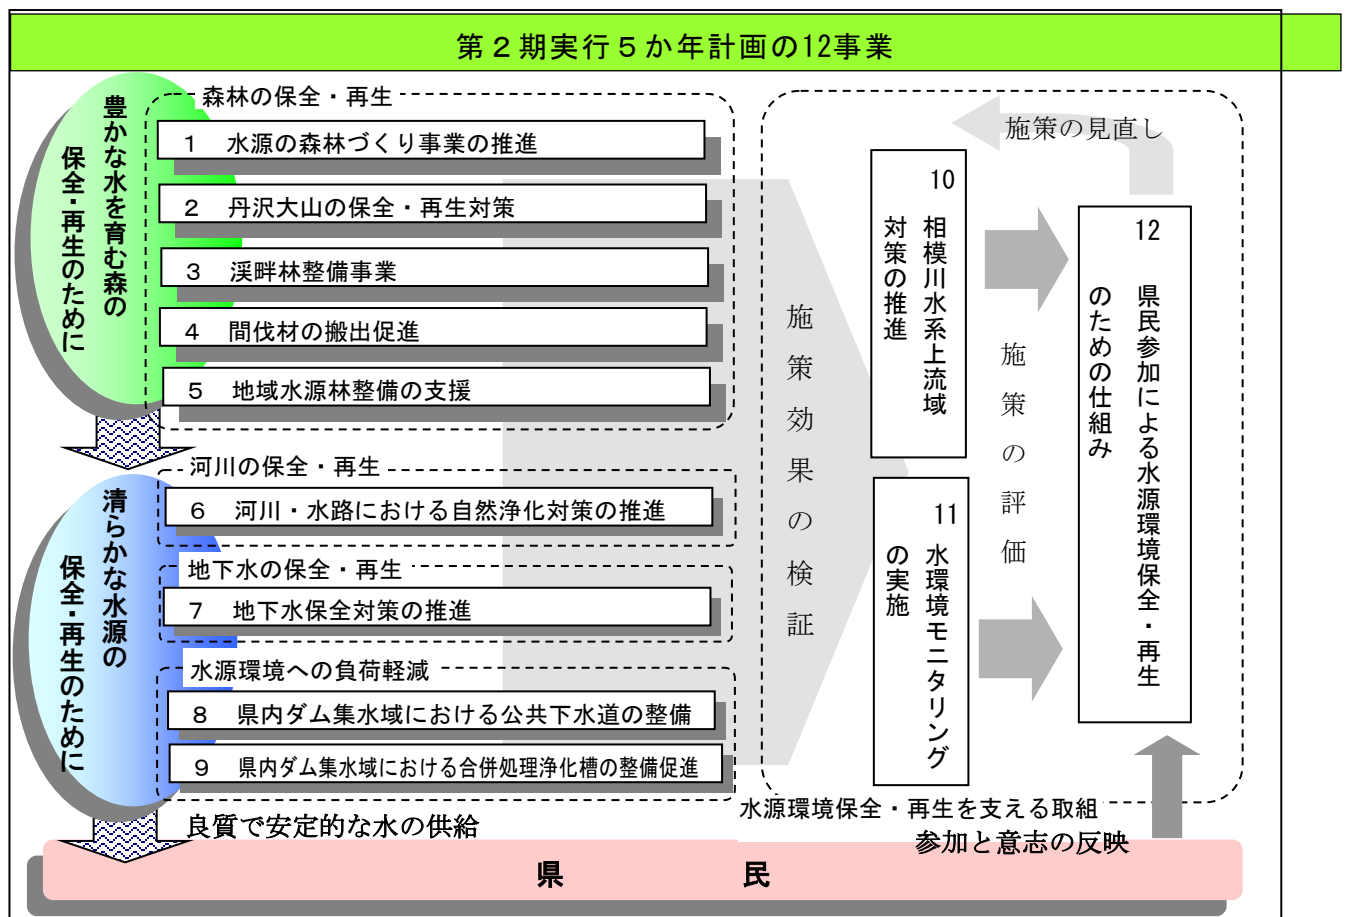 第２期実行５か年計画の12事業
豊かな水を育む森の
保全・再生のために
森林の保全・再生
１　水源の森林づくり事業の推進
２　丹沢大山の保全・再生対策
３　渓畔林整備事業
４　間伐材の搬出促進
５　地域水源林整備の支援
清らかな水源の
保全・再生のために
河川の保全・再生
６　河川・水路における自然浄化対策の推進
地下水の保全・再生
７　地下水保全対策の推進
水源環境への負荷軽減
８　県内ダム集水域における公共下水道の整備
９　県内ダム集水域における合併処理浄化槽の整備促進
施策効果の検証
10　相模川水系上流域
対策の推進
11　水環境モニタリング
の実施
施策の評価
施策の見直し
12　県民参加による水源環境保全・再生
のための仕組み
水源環境保全・再生を支える取組
良質で安定的な水の供給
参加と意志の反映
県　民